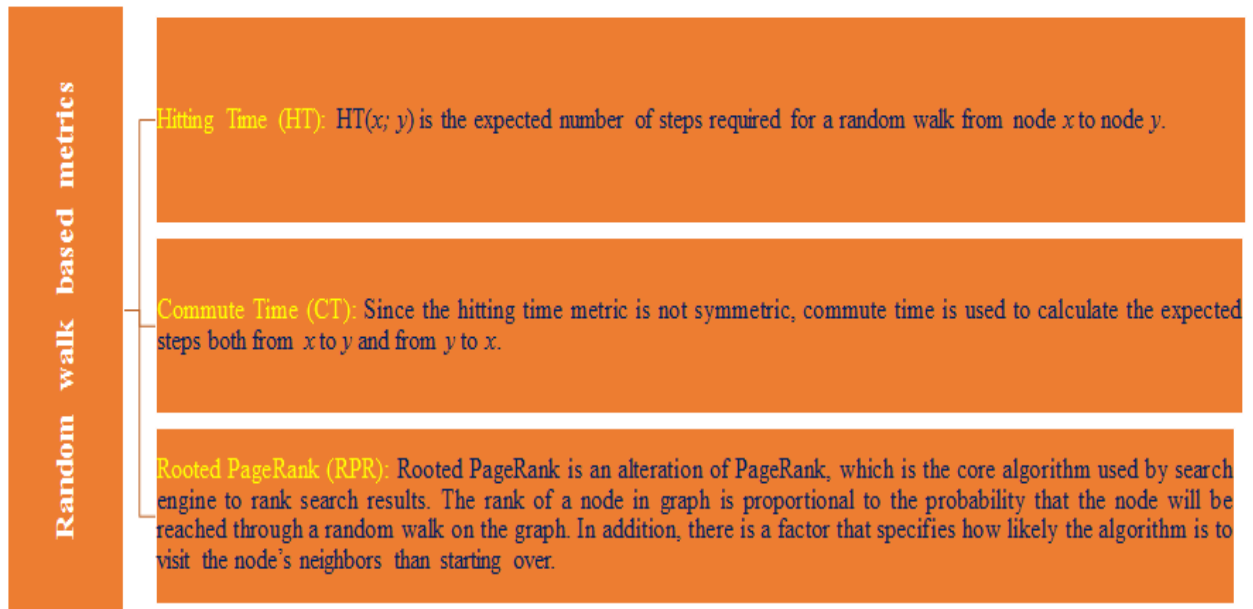 Random walk based metrics
Hitting Time (HT): HT(x; y) is the expected number of steps required for a random walk from node x to node y.
Commute Time (CT): Since the hitting time metric is not symmetric, commute time is used to calculate the expected
steps both from x to y and from y to x.
Rooted PageRank (RPR): Rooted PageRank is an alteration of PageRank, which is the core algorithm used by search
engine to rank search results. The rank of a node in graph is proportional to the probability that the node will be
reached through a random walk on the graph. In addition, there is a factor that specifies how likely the algorithm is to
visit the node’s neighbors than starting over.